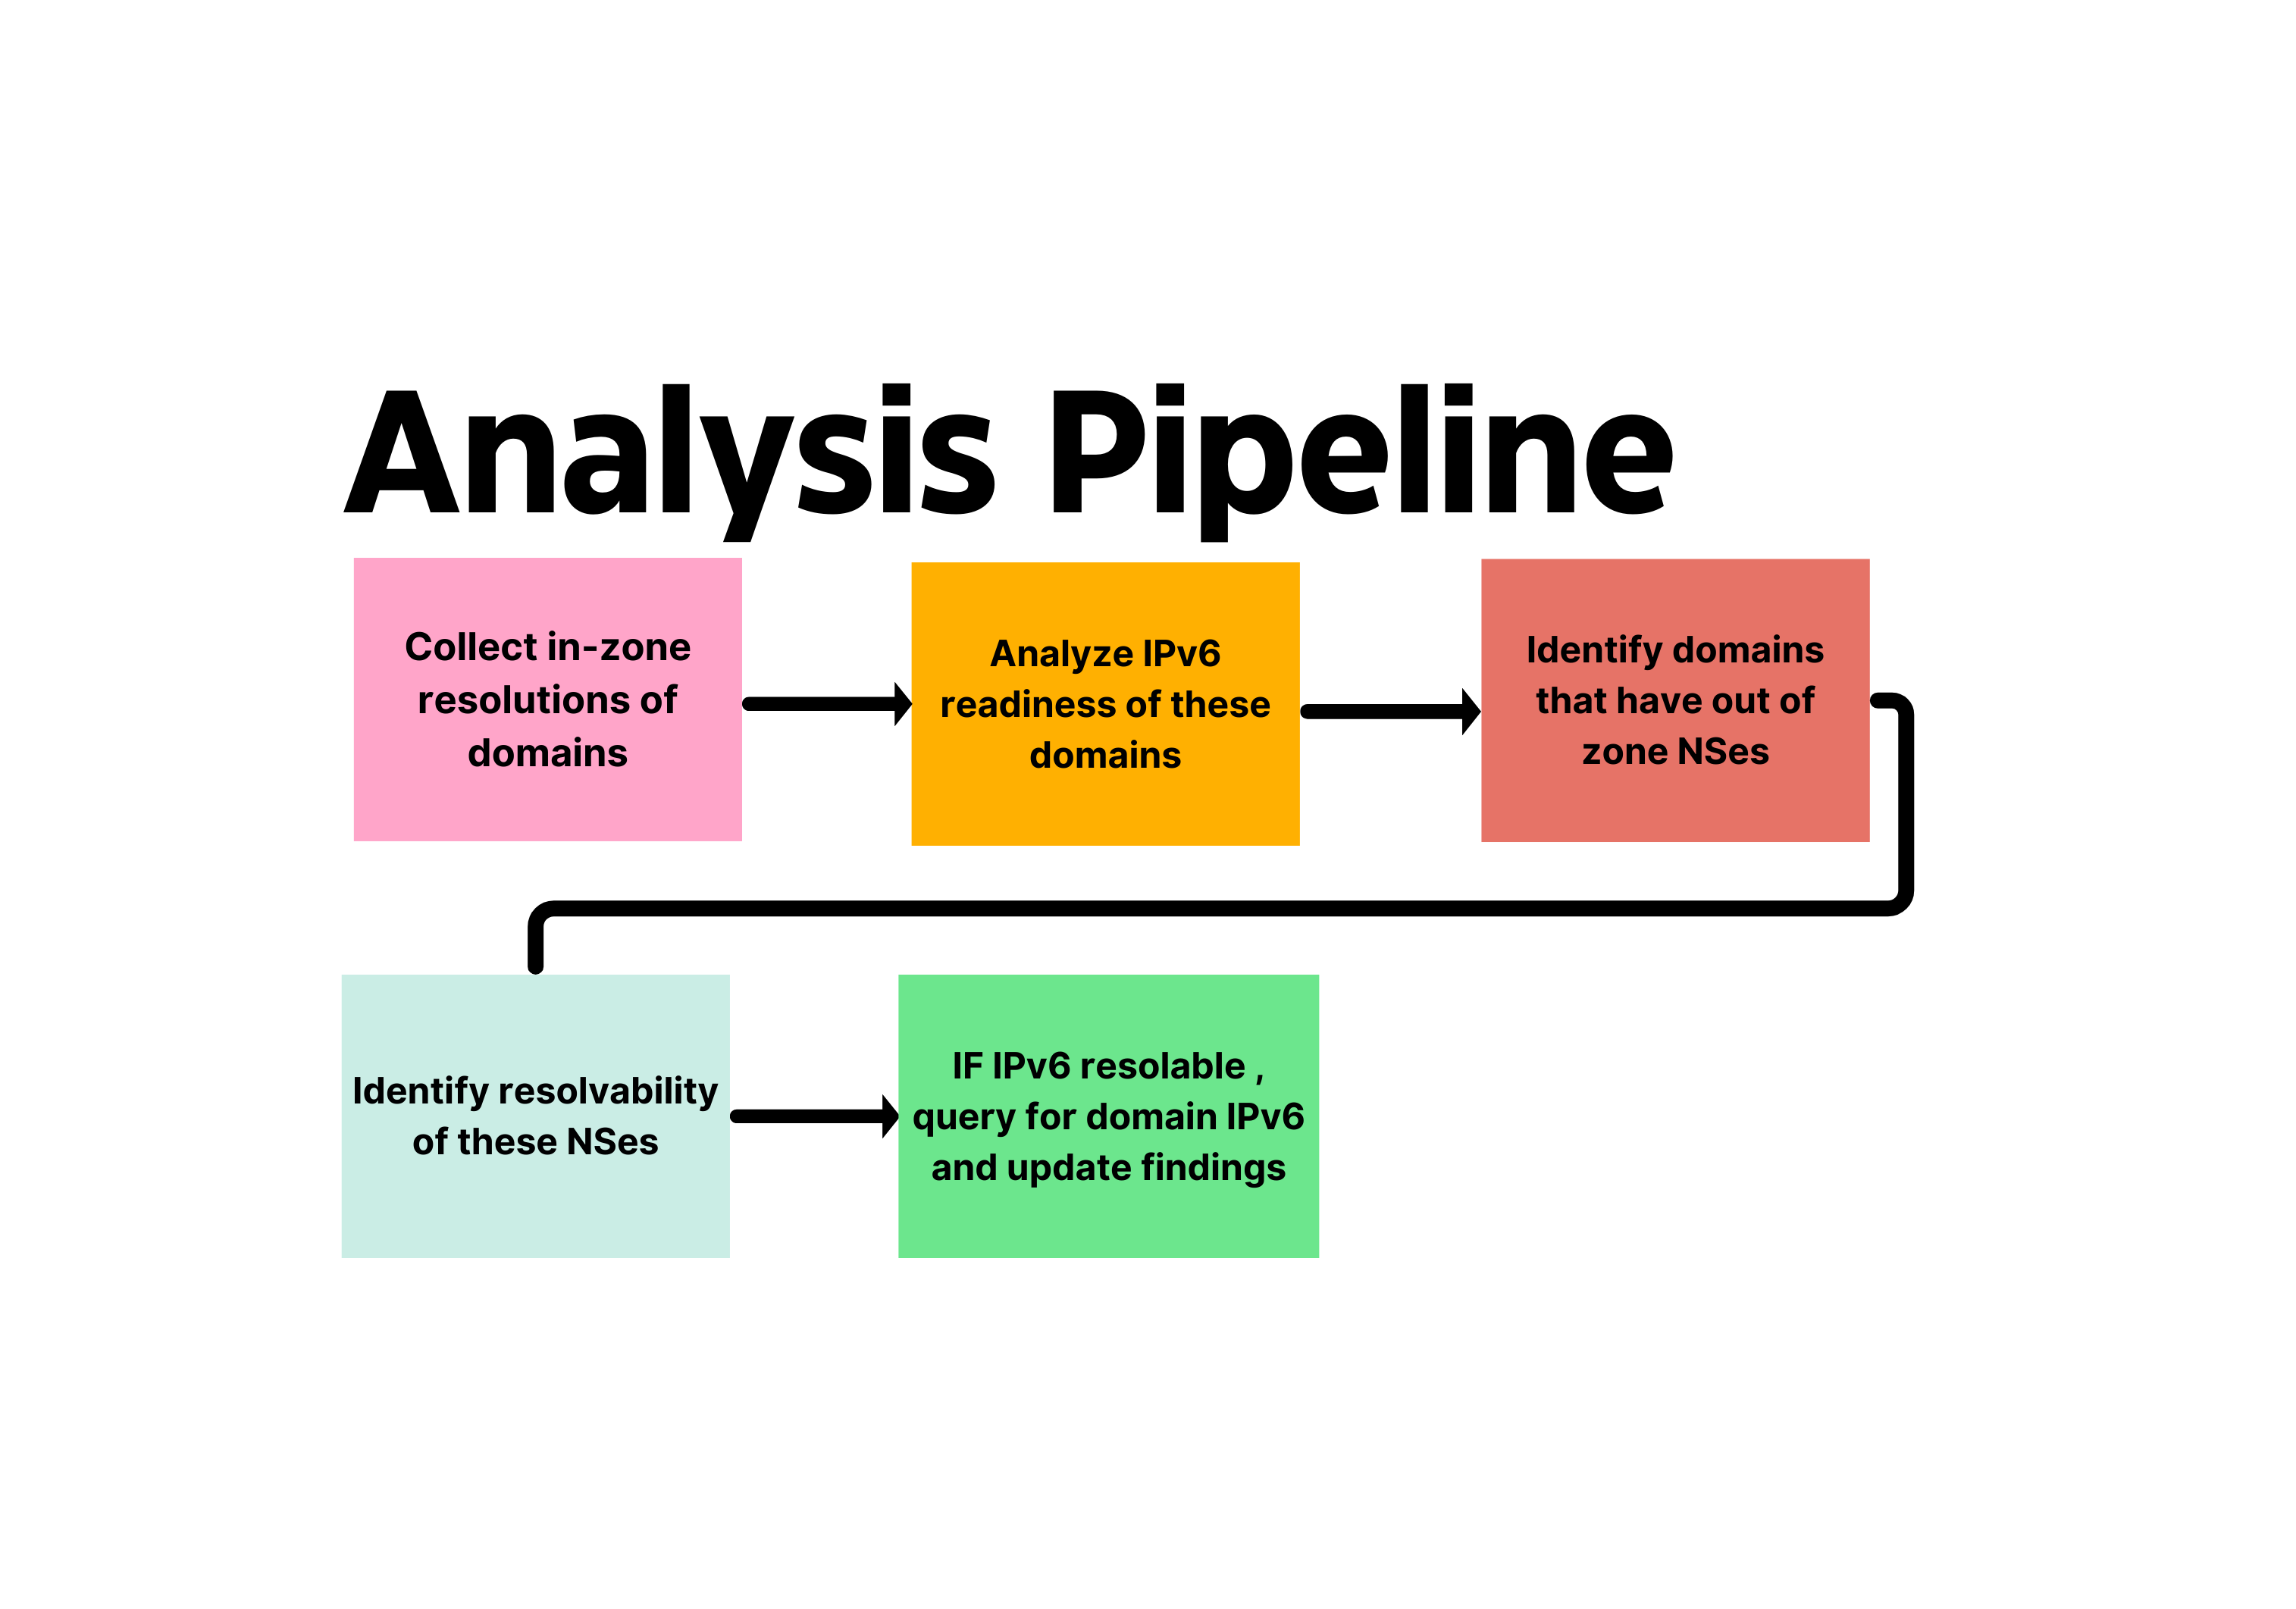 Analysis Pipeline
Collect in-zone
resolutions of
domains
Analyze IPv6
readiness of these
domains
Identify domains
that have out of
zone NSes
Identify resolvability
of these NSes
IF IPv6 resolable ,
query for domain IPv6
and update findings